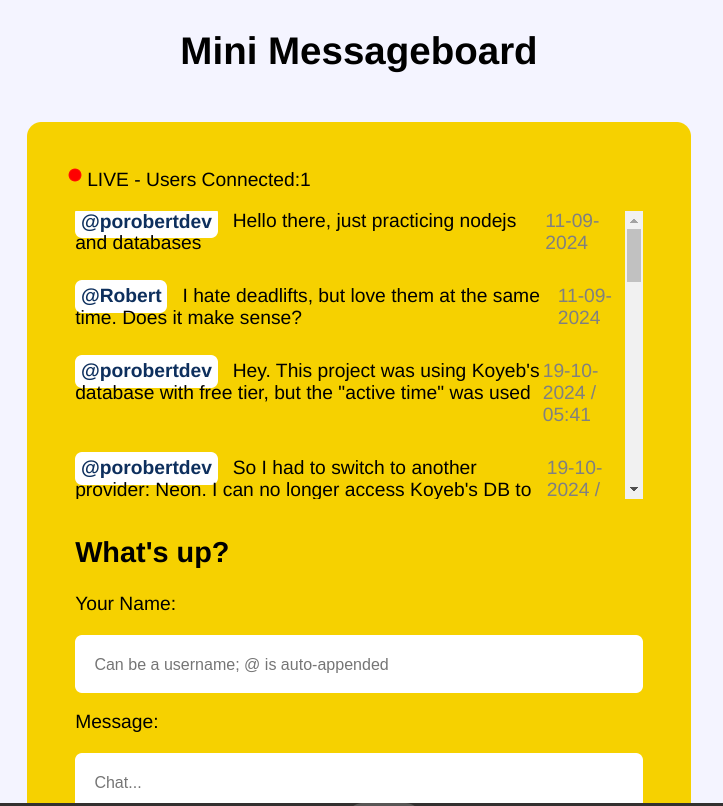 Mini Messageboard
LIVE - Users Connected:1
@porobertdev Hello there, just practicing nodejs 11-09-
and databases 2024
@Robert I hate deadlifts, but love them at the same 11-09-
time. Does it make sense? 2024
@porobertdev Hey. This project was using Koyeb's 19-10-
database with free tier, but the "active time" was used 2024 /
05:41
@porobertdev So I had to switch to another 19-10-
provider: Neon. I can no longer access Koyeb's DB to 2024 /
What's up?
Your Name:
Can be a username; @ is auto-appended
Message:
Chat...